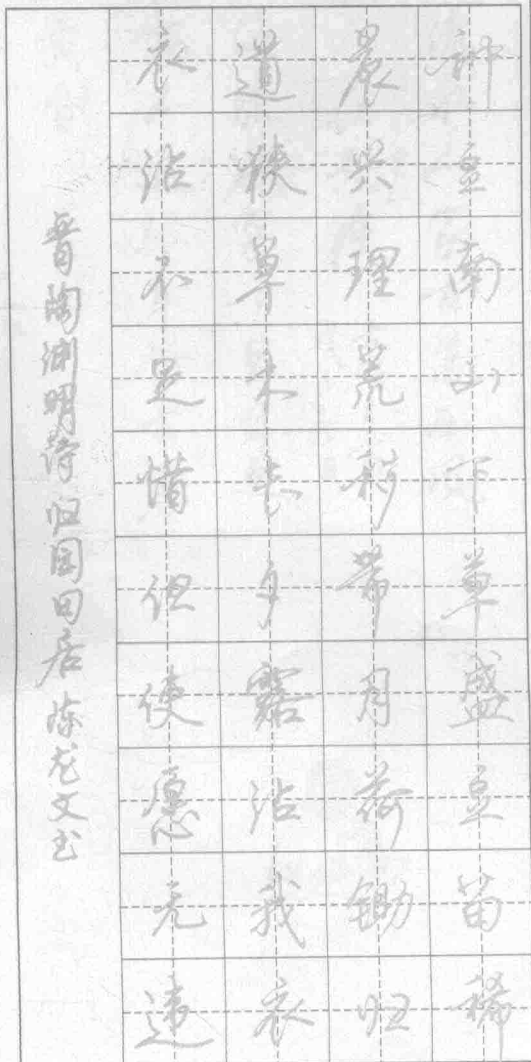 种豆南山下草盛豆苗稀
晨兴理荒秽带月荷锄归
道狭草木长夕露沾我衣
衣沾不足惜但使愿无违
晋陶渊明诗归园田居 陈龙文书